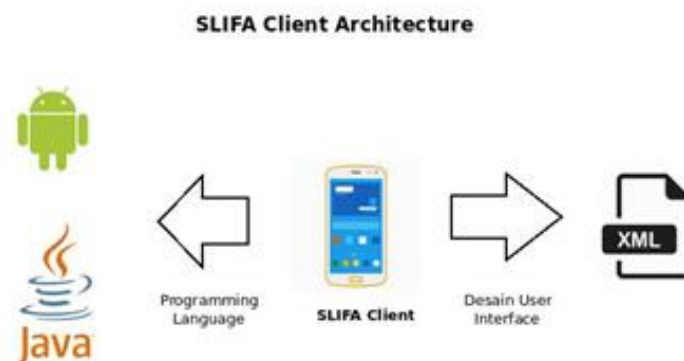 SLIFA Client Architecture
XML
Programming
Language
SLIFA Client
Desain User
Interface
Java